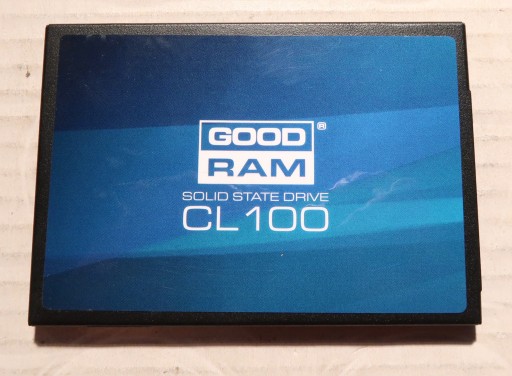 GOOD®
RAM
SOLID STATE DRIVE
CL100